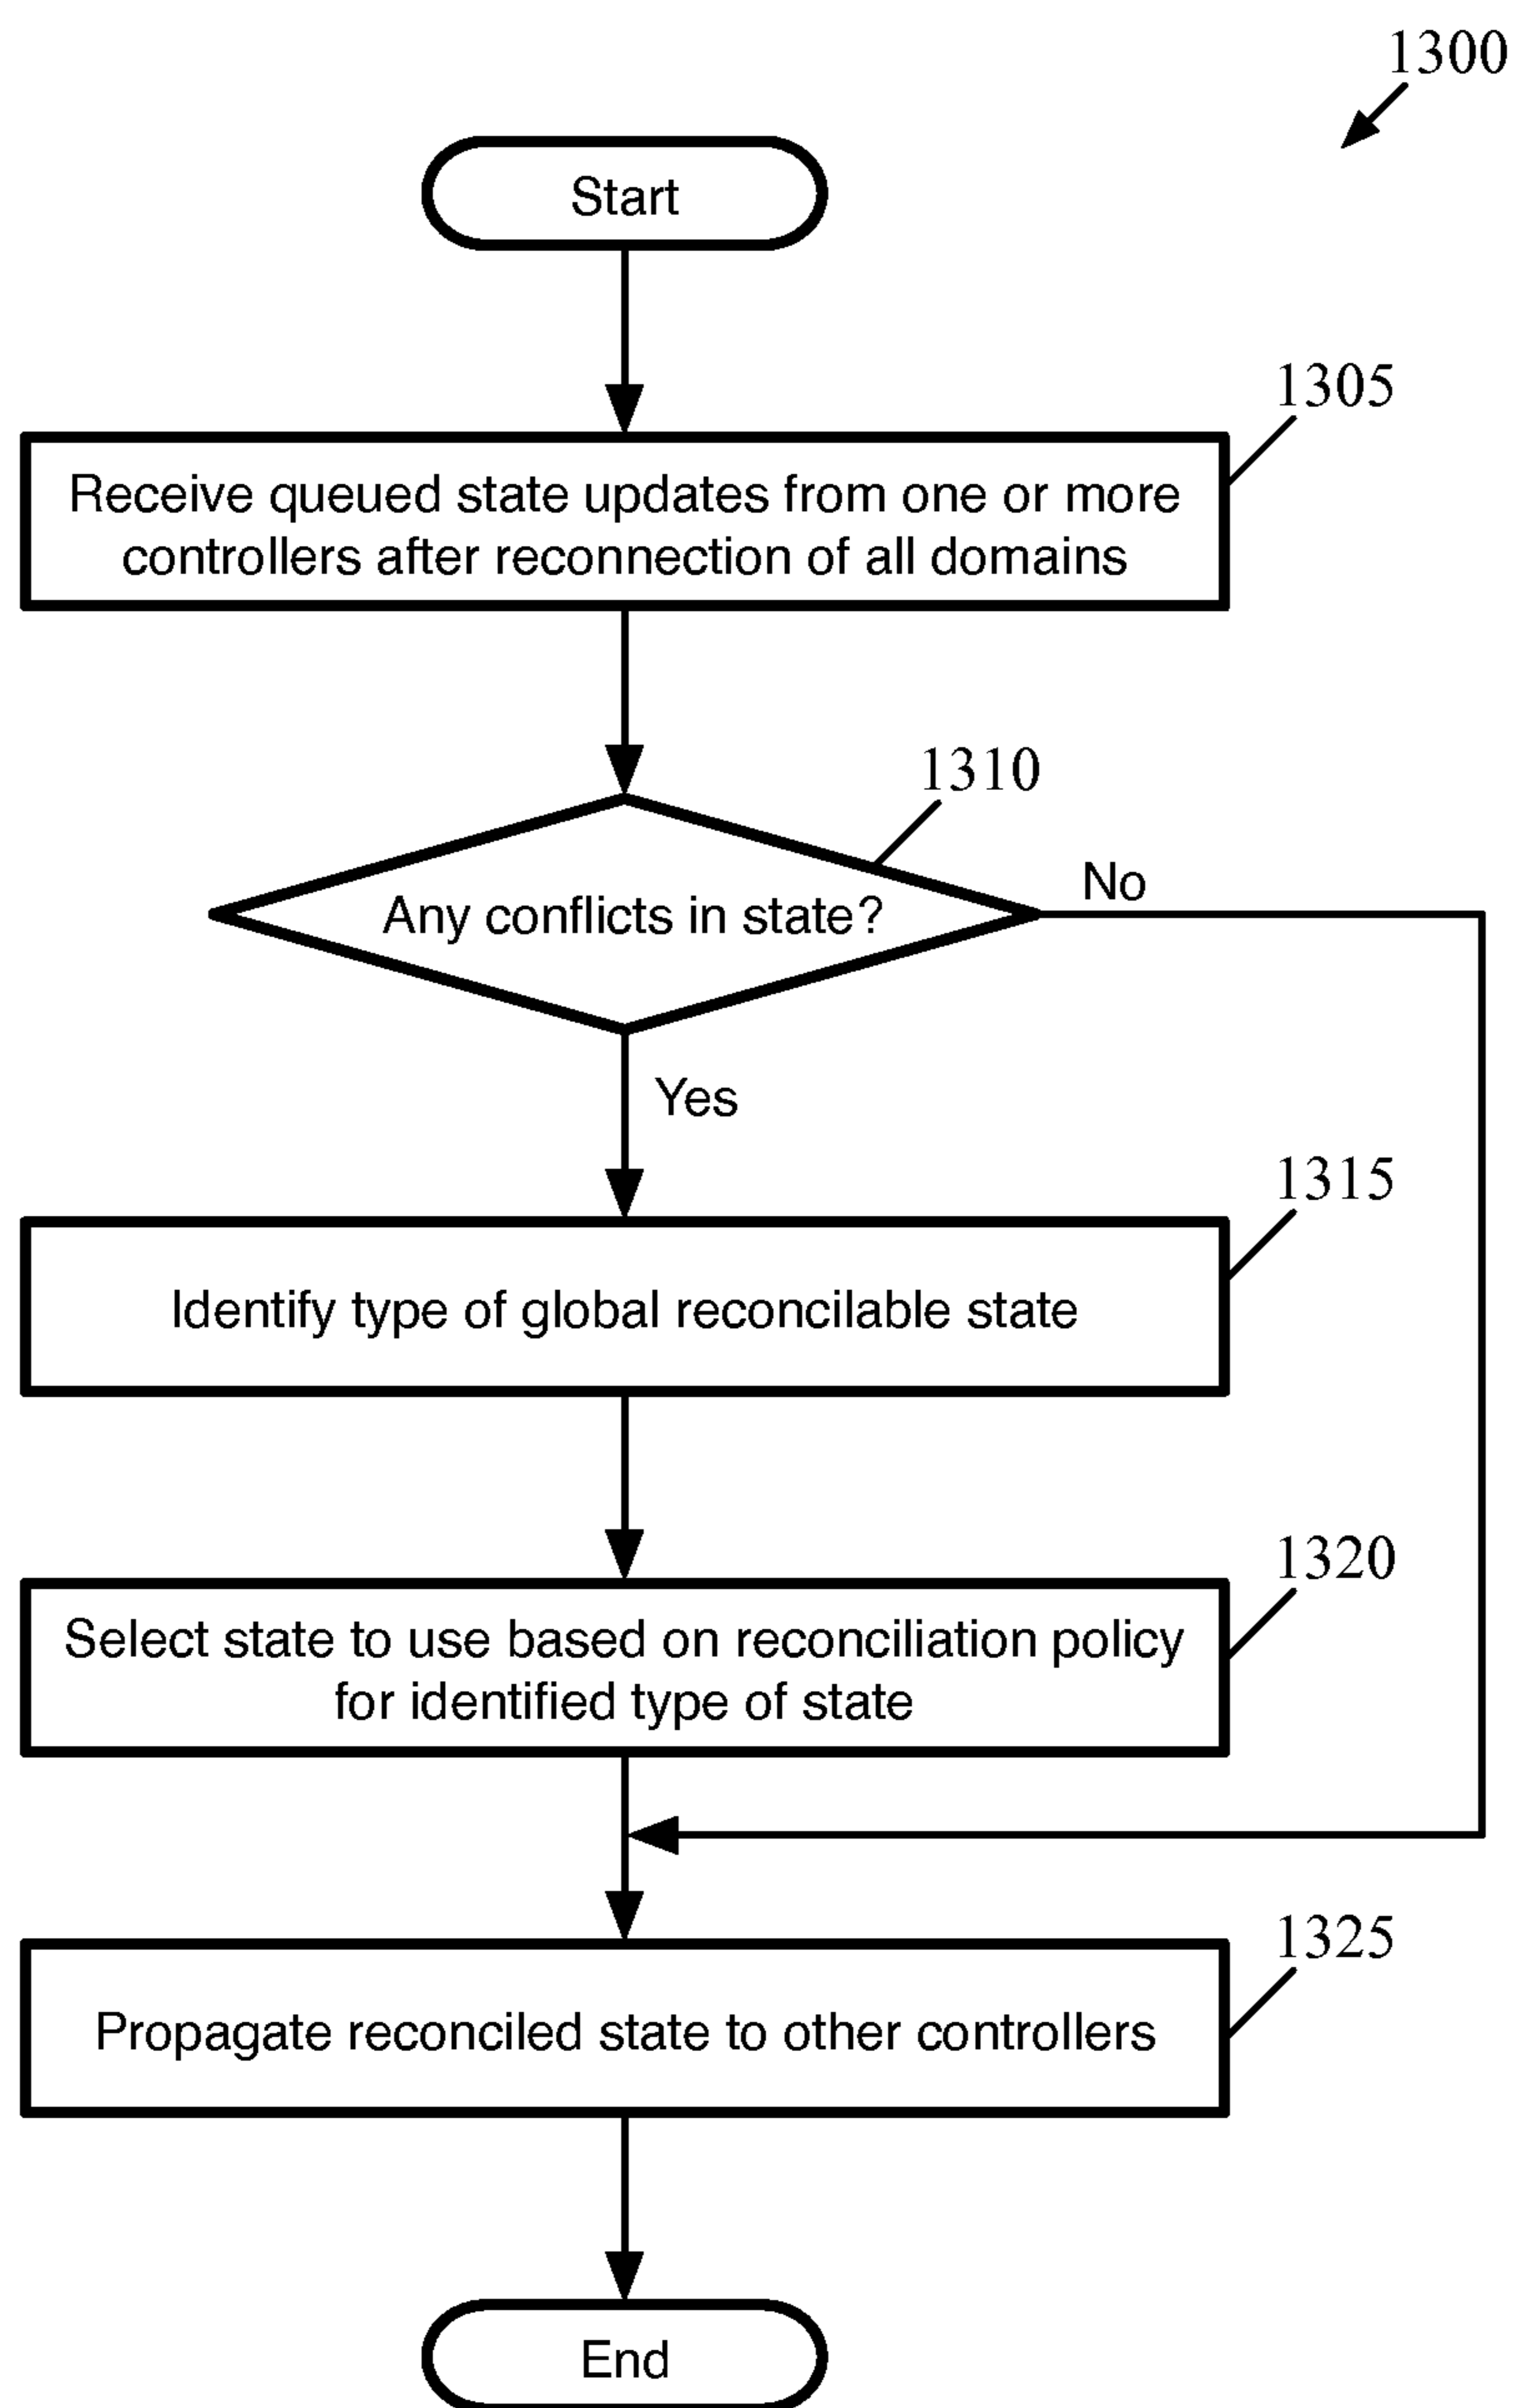 1300
Start
1305
Receive queued state updates from one or more
controllers after reconnection of all domains
1310
Any conflicts in state?
No
Yes
1315
Identify type of global reconcilable state
1320
Select state to use based on reconciliation policy
for identified type of state
1325
Propagate reconciled state to other controllers
End